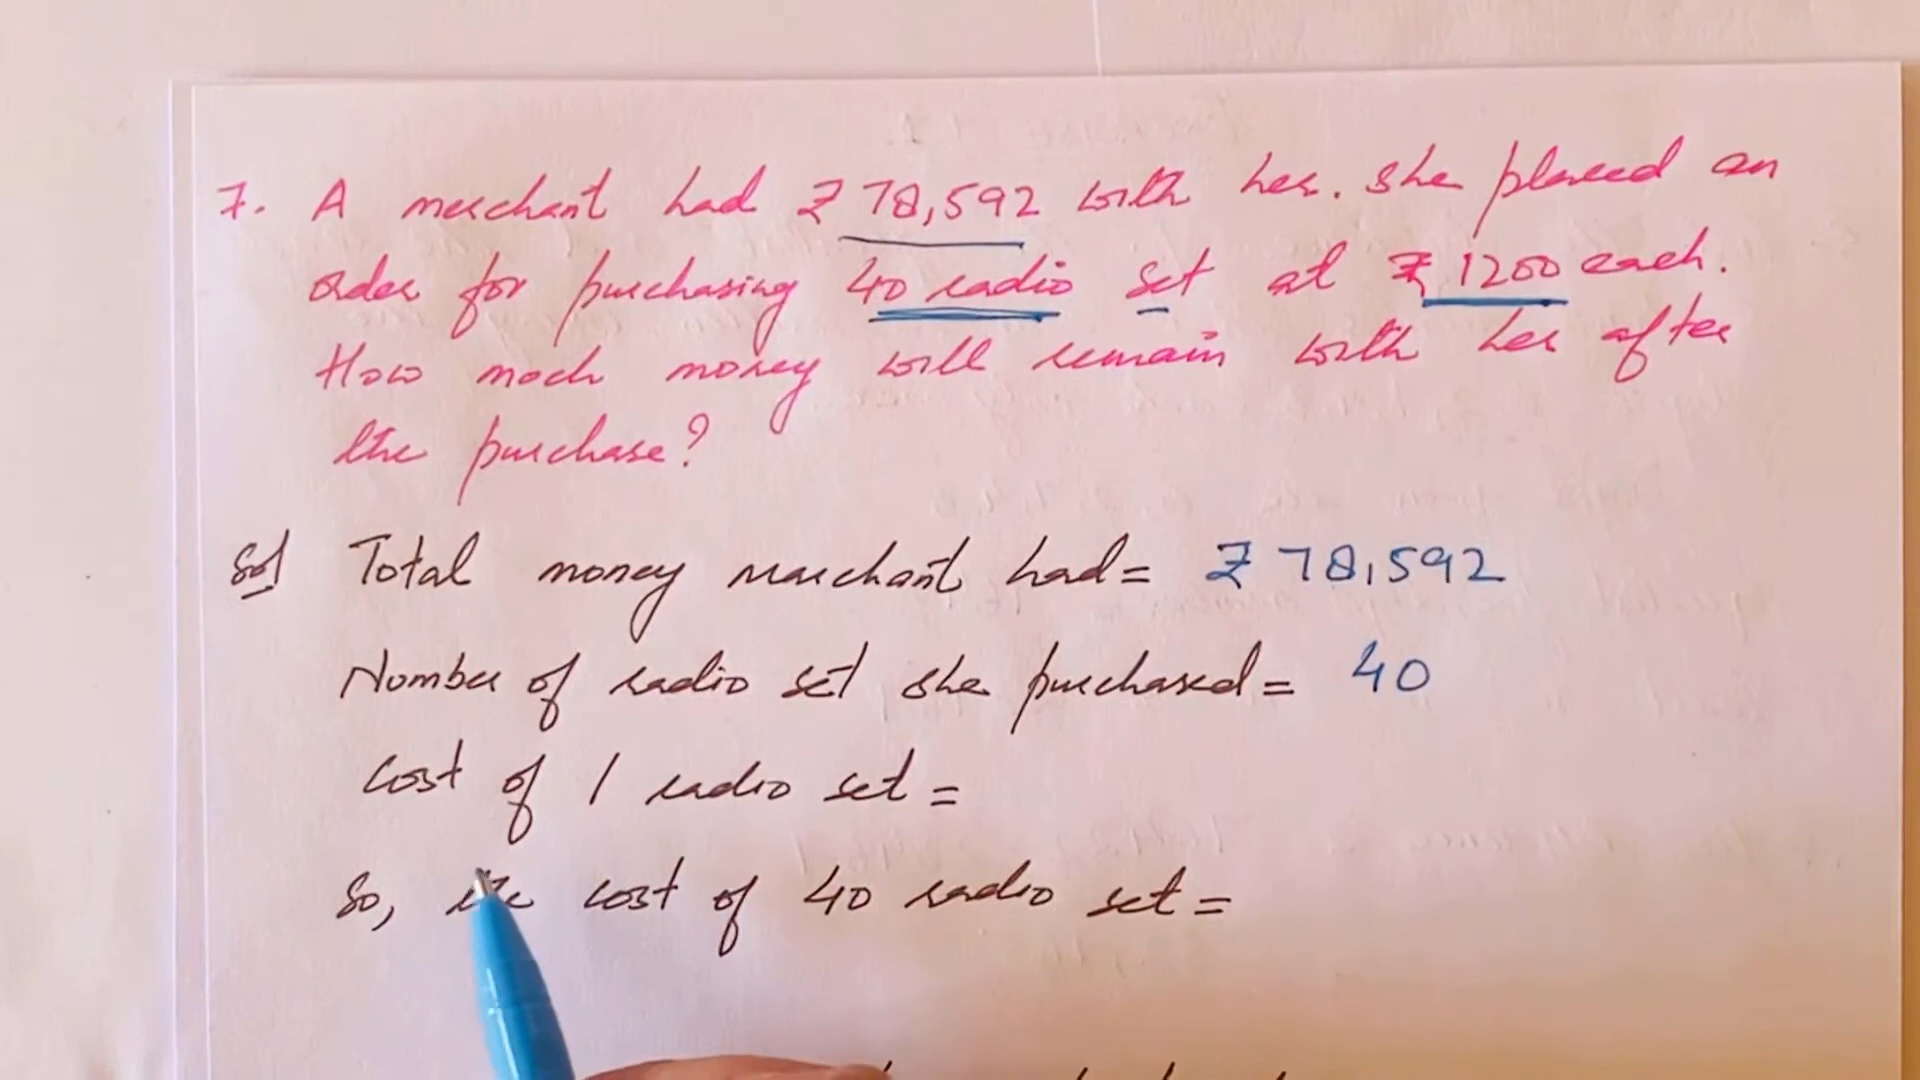 7. A merchant had ₹ 78,592 with her. She placed an
order for purchasing 40 radio set at ₹ 1200 each.
How much money will remain with her after
the purchase?
Sol Total money merchant had = ₹ 78,592
Number of radio set she purchased = 40
Cost of 1 radio set =
So, the cost of 40 radio set =